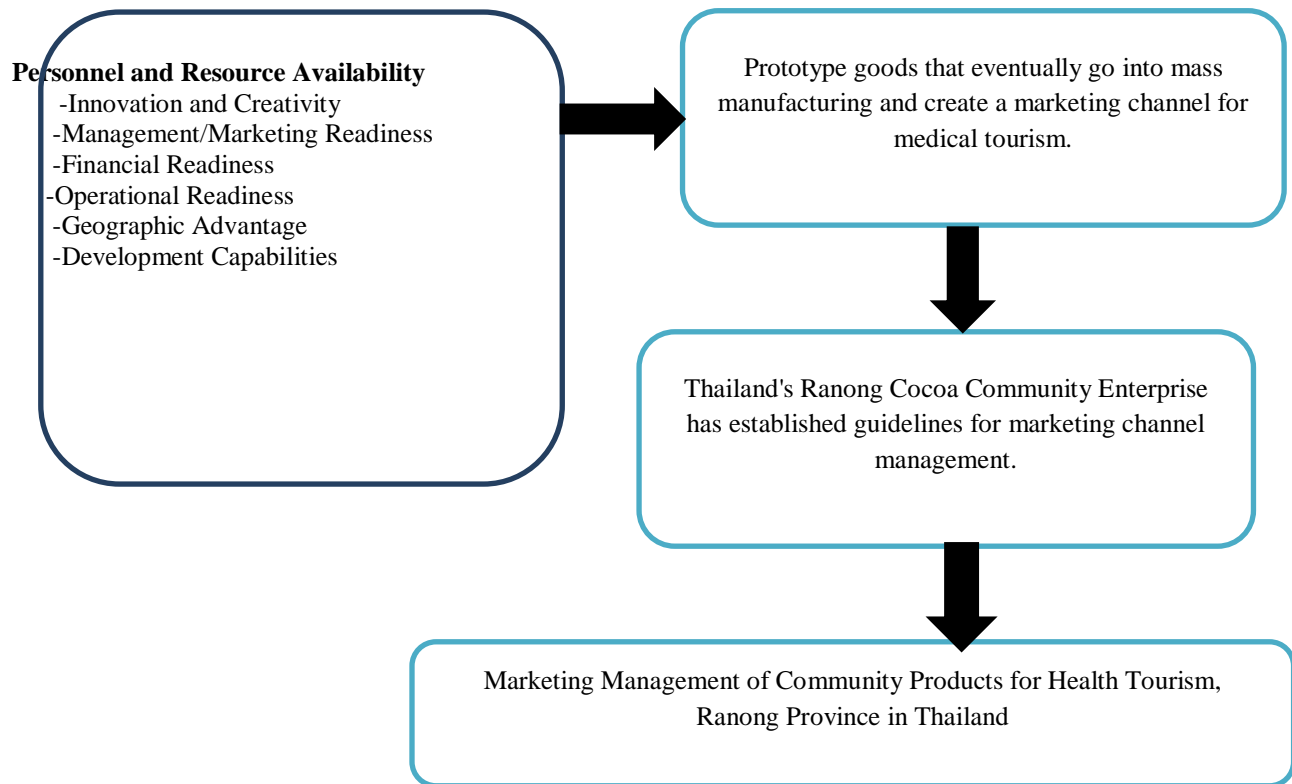 Personnel and Resource Availability
-Innovation and Creativity
-Management/Marketing Readiness
-Financial Readiness
-Operational Readiness
-Geographic Advantage
-Development Capabilities
Prototype goods that eventually go into mass
manufacturing and create a marketing channel for
medical tourism.
Thailand's Ranong Cocoa Community Enterprise
has established guidelines for marketing channel
management.
Marketing Management of Community Products for Health Tourism,
Ranong Province in Thailand